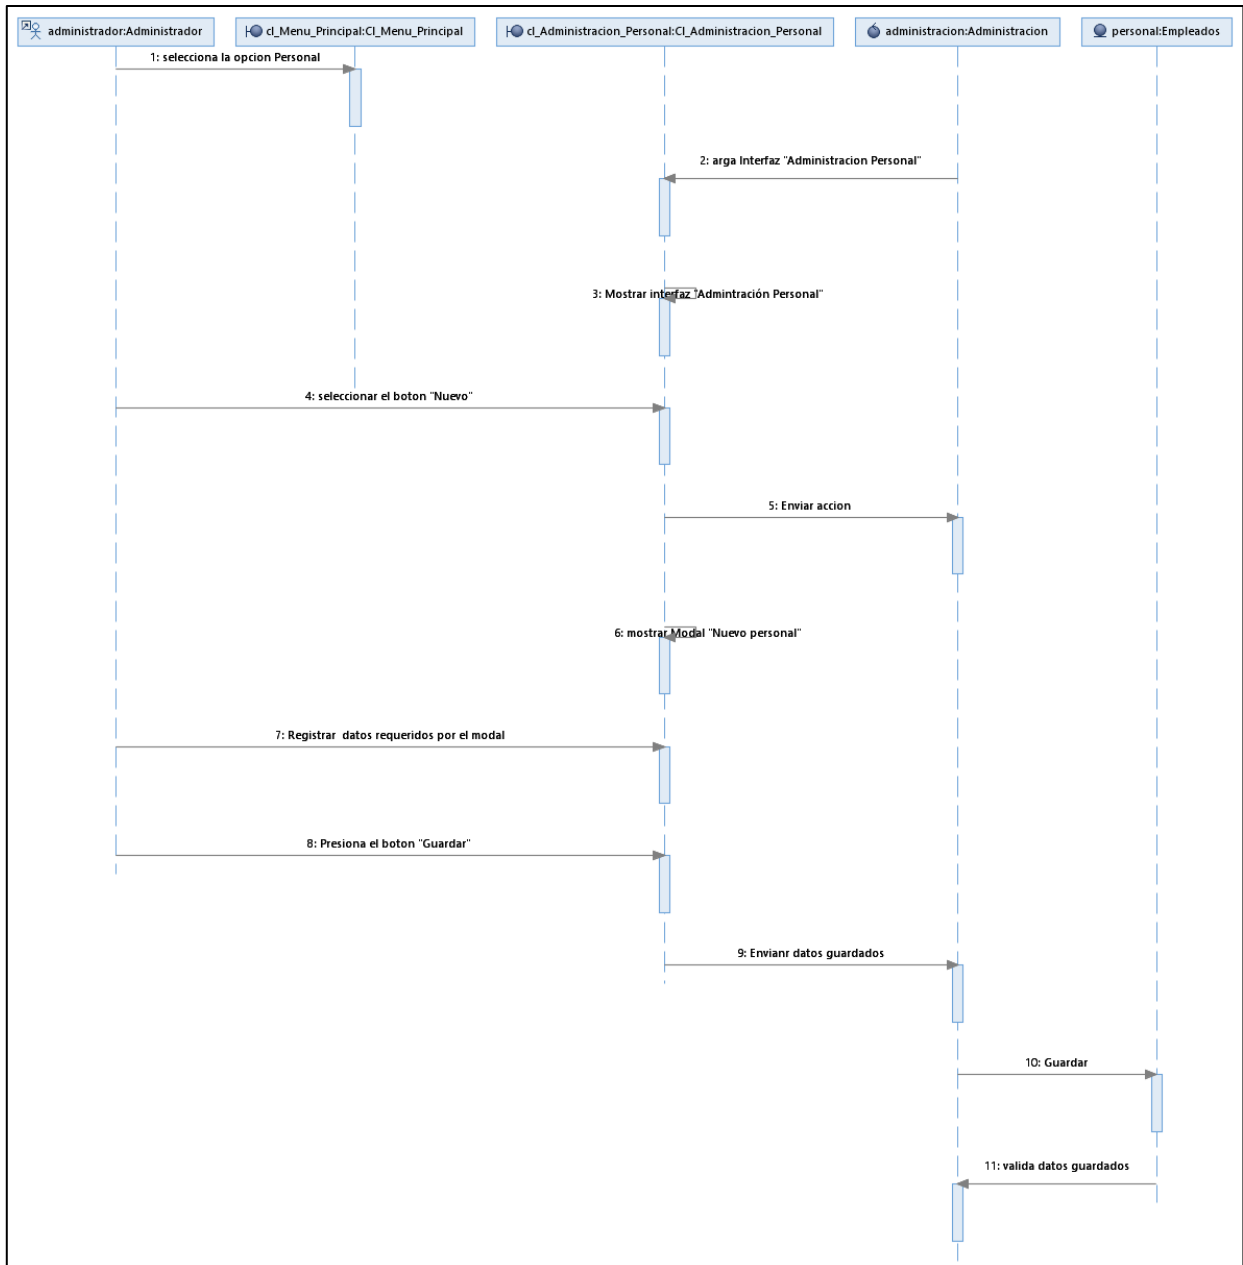 administrador:Administrador
cl_Menu_Principal:Cl_Menu_Principal
cl_Administracion_Personal:Cl_Administracion_Personal
administracion:Administracion
personal:Empleados
1: selecciona la opcion Personal
2: arga Interfaz "Administracion Personal"
3: Mostrar interfaz "Admintración Personal"
4: seleccionar el boton "Nuevo"
5: Enviar accion
6: mostrar Modal "Nuevo personal"
7: Registrar datos requeridos por el modal
8: Presiona el boton "Guardar"
9: Envianr datos guardados
10: Guardar
11: valida datos guardados